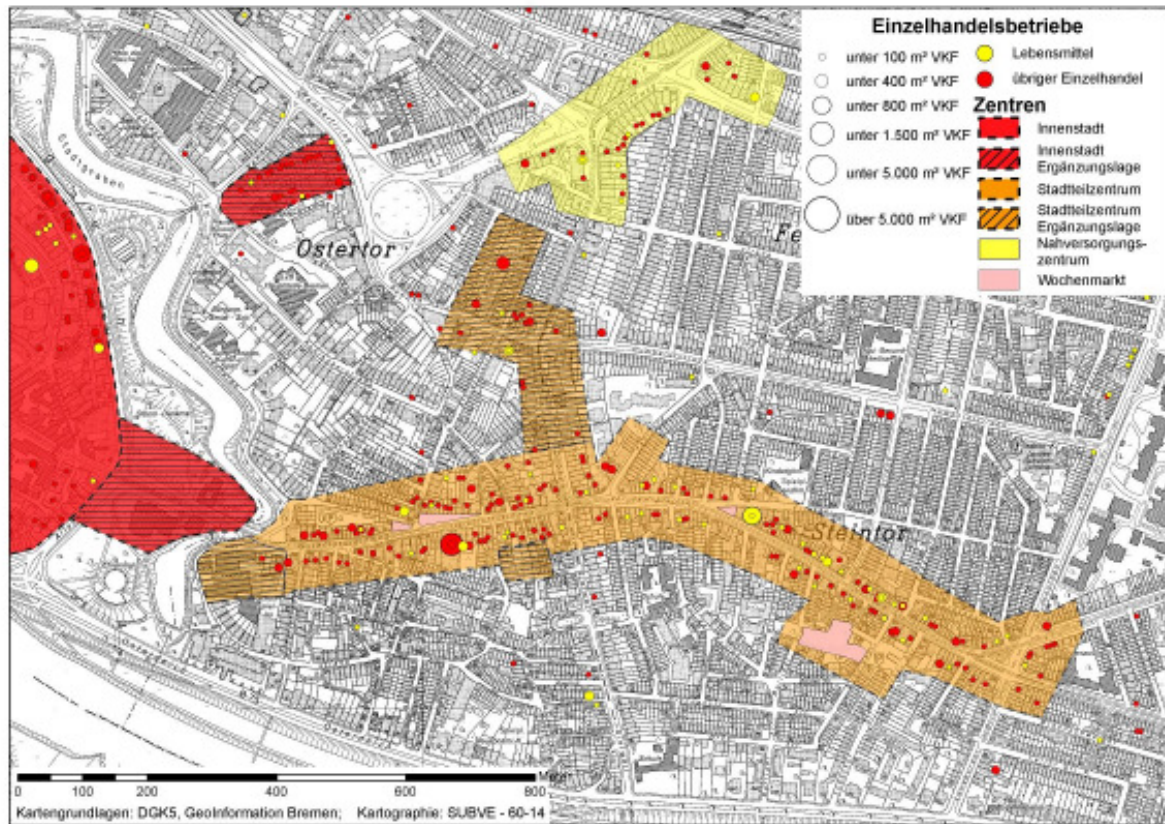 Einzelhandelsbetriebe
unter 100 m² VKF
unter 400 m² VKF
unter 800 m² VKF
unter 1.500 m² VKF
unter 5.000 m² VKF
über 5.000 m² VKF
Lebensmittel
übriger Einzelhandel
Zentren
Innenstadt
Innenstadt
Ergänzungslage
Stadtteilzentrum
Stadtteilzentrum
Ergänzungslage
Nahversorgungs-
zentrum
Wochenmarkt
Stadtgraben
Ostertor
Fe
Steintor
0 50 100 200 400 600 800
Kartengrundlagen: DGK5, GeoInformation Bremen; Kartographie: SUBVE - 60-14